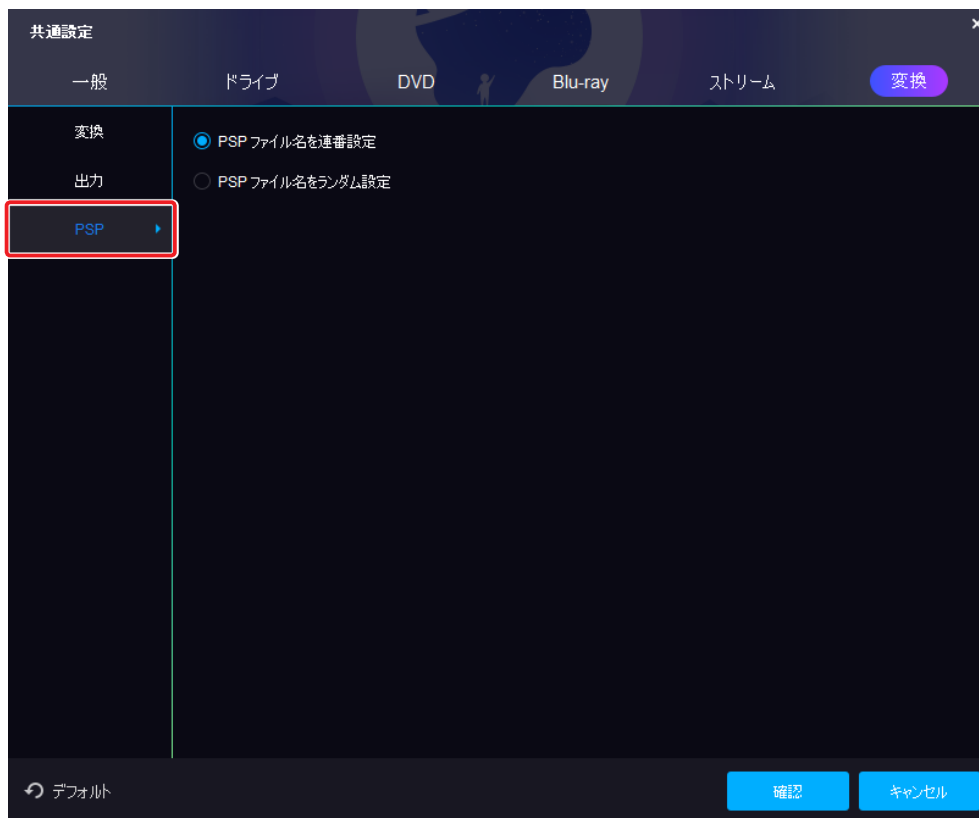 共通設定
一般 ドライブ DVD Blu-ray ストリーム 変換
変換
出力
PSP
PSP ファイル名を連番設定
PSP ファイル名をランダム設定
デフォルト 確認 キャンセル